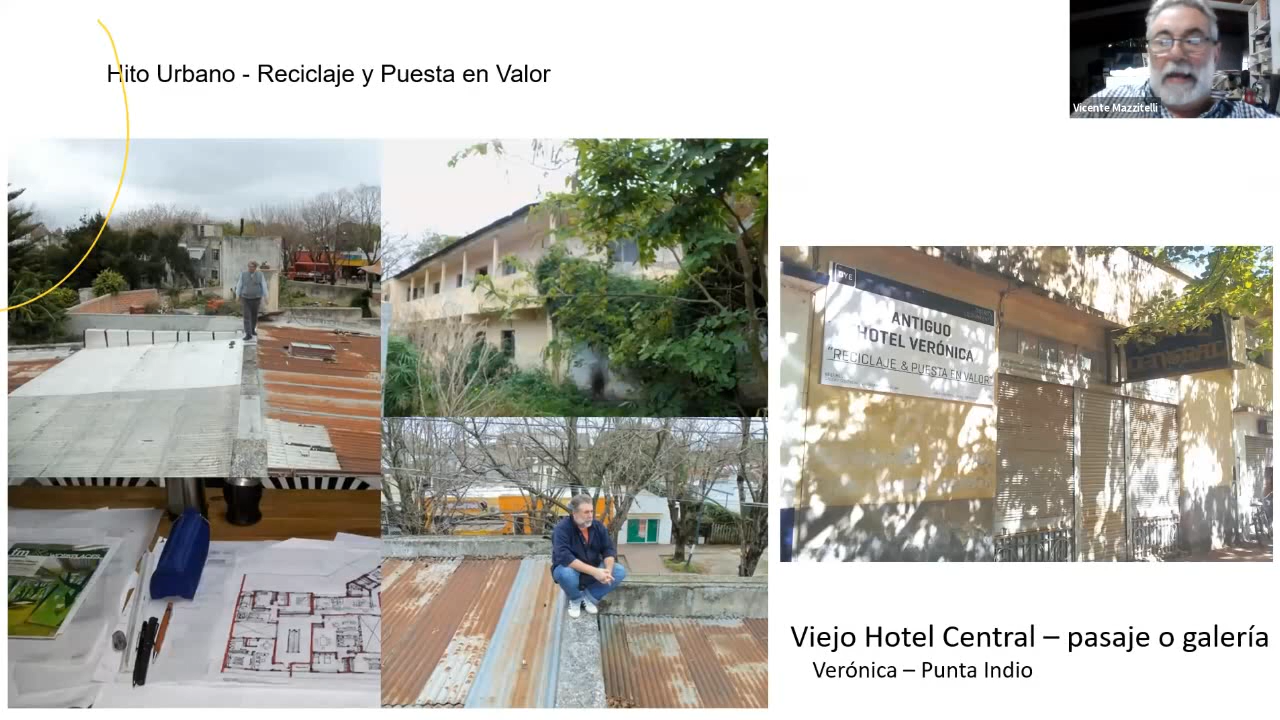 Hito Urbano - Reciclaje y Puesta en Valor
Vicente Mazzitelli
DYE
ANTIGUO
HOTEL VERÓNICA
"RECICLAJE & PUESTA EN VALOR"
Viejo Hotel Central – pasaje o galería
Verónica – Punta Indio